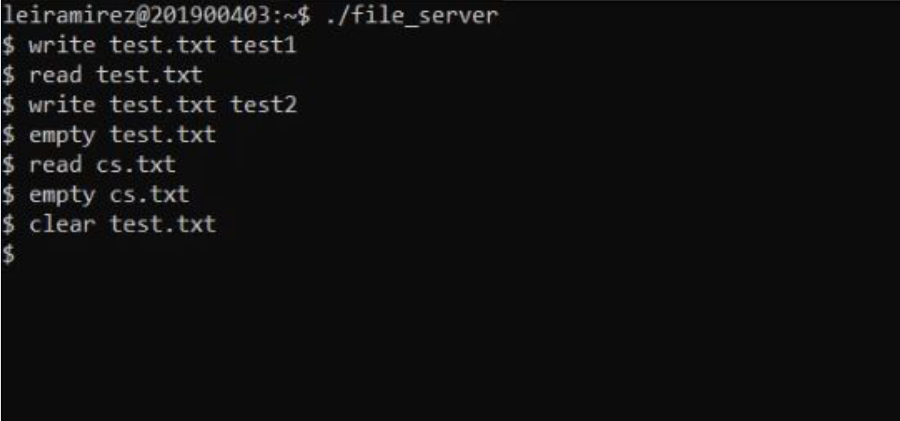 leiramirez@201900403:~$ ./file_server
$ write test.txt test1
$ read test.txt
$ write test.txt test2
$ empty test.txt
$ read cs.txt
$ empty cs.txt
$ clear test.txt
$